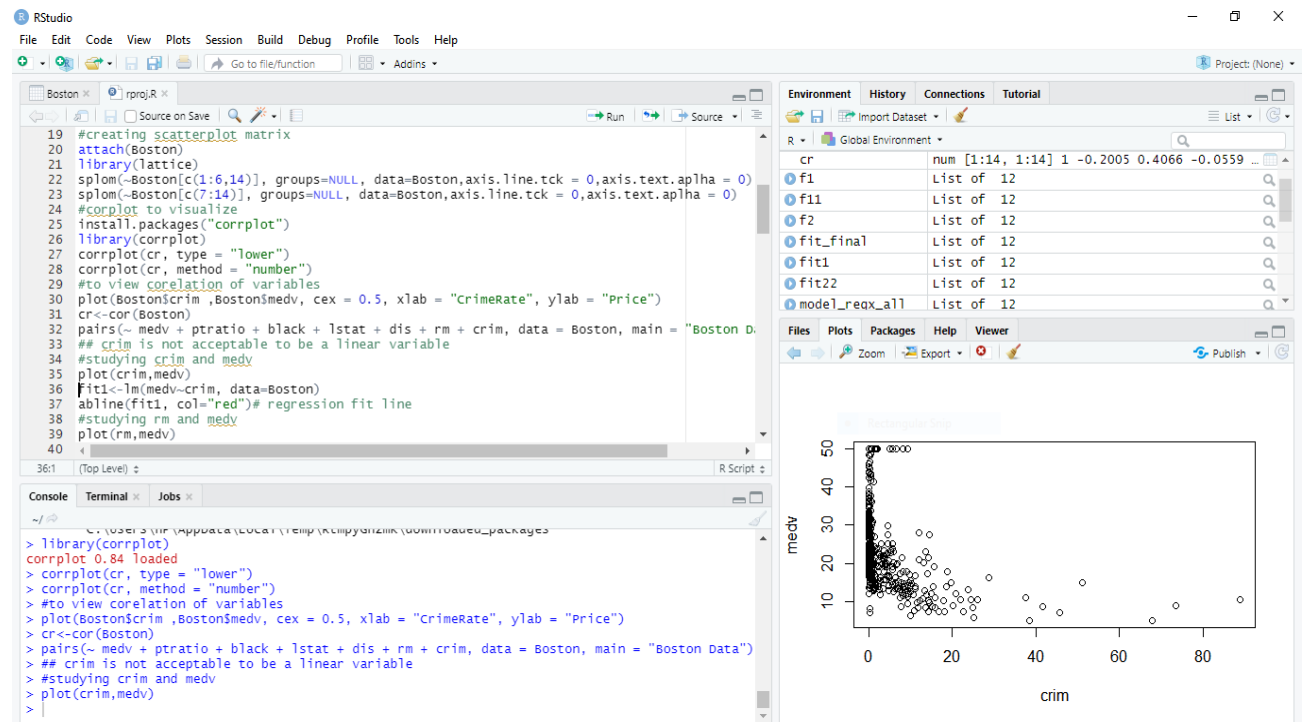 RStudio
File Edit Code View Plots Session Build Debug Profile Tools Help
Go to file/function Addins Project: (None)
Boston rproj.R
Source on Save Run Source
19 #creating scatterplot matrix
20 attach(Boston)
21 library(lattice)
22 splom(~Boston[c(1:6,14)], groups=NULL, data=Boston,axis.line.tck = 0,axis.text.aplha = 0)
23 splom(~Boston[c(7:14)], groups=NULL, data=Boston,axis.line.tck = 0,axis.text.aplha = 0)
24 #corplot to visualize
25 install.packages("corrplot")
26 library(corrplot)
27 corrplot(cr, type = "lower")
28 corrplot(cr, method = "number")
29 #to view corelation of variables
30 plot(Boston$crim ,Boston$medv, cex = 0.5, xlab = "CrimeRate", ylab = "Price")
31 cr<-cor(Boston)
32 pairs(~ medv + ptratio + black + lstat + dis + rm + crim, data = Boston, main = "Boston D
33 ## crim is not acceptable to be a linear variable
34 #studying crim and medv
35 plot(crim,medv)
36 fit1<-lm(medv~crim, data=Boston)
37 abline(fit1, col="red")# regression fit line
38 #studying rm and medv
39 plot(rm,medv)
40
36:1 (Top Level) R Script
Console Terminal Jobs
~/
> library(corrplot)
corrplot 0.84 loaded
> corrplot(cr, type = "lower")
> corrplot(cr, method = "number")
> #to view corelation of variables
> plot(Boston$crim ,Boston$medv, cex = 0.5, xlab = "CrimeRate", ylab = "Price")
> cr<-cor(Boston)
> pairs(~ medv + ptratio + black + lstat + dis + rm + crim, data = Boston, main = "Boston Data")
> ## crim is not acceptable to be a linear variable
> #studying crim and medv
> plot(crim,medv)
>
Environment History Connections Tutorial
Import Dataset List
R Global Environment
cr num [1:14, 1:14] 1 -0.2005 0.4066 -0.0559 ...
f1 List of 12
f11 List of 12
f2 List of 12
fit_final List of 12
fit1 List of 12
fit22 List of 12
model_regx_all List of 12
Files Plots Packages Help Viewer
Zoom Export Publish
50
40
30
20
10
medv
0 20 40 60 80
crim